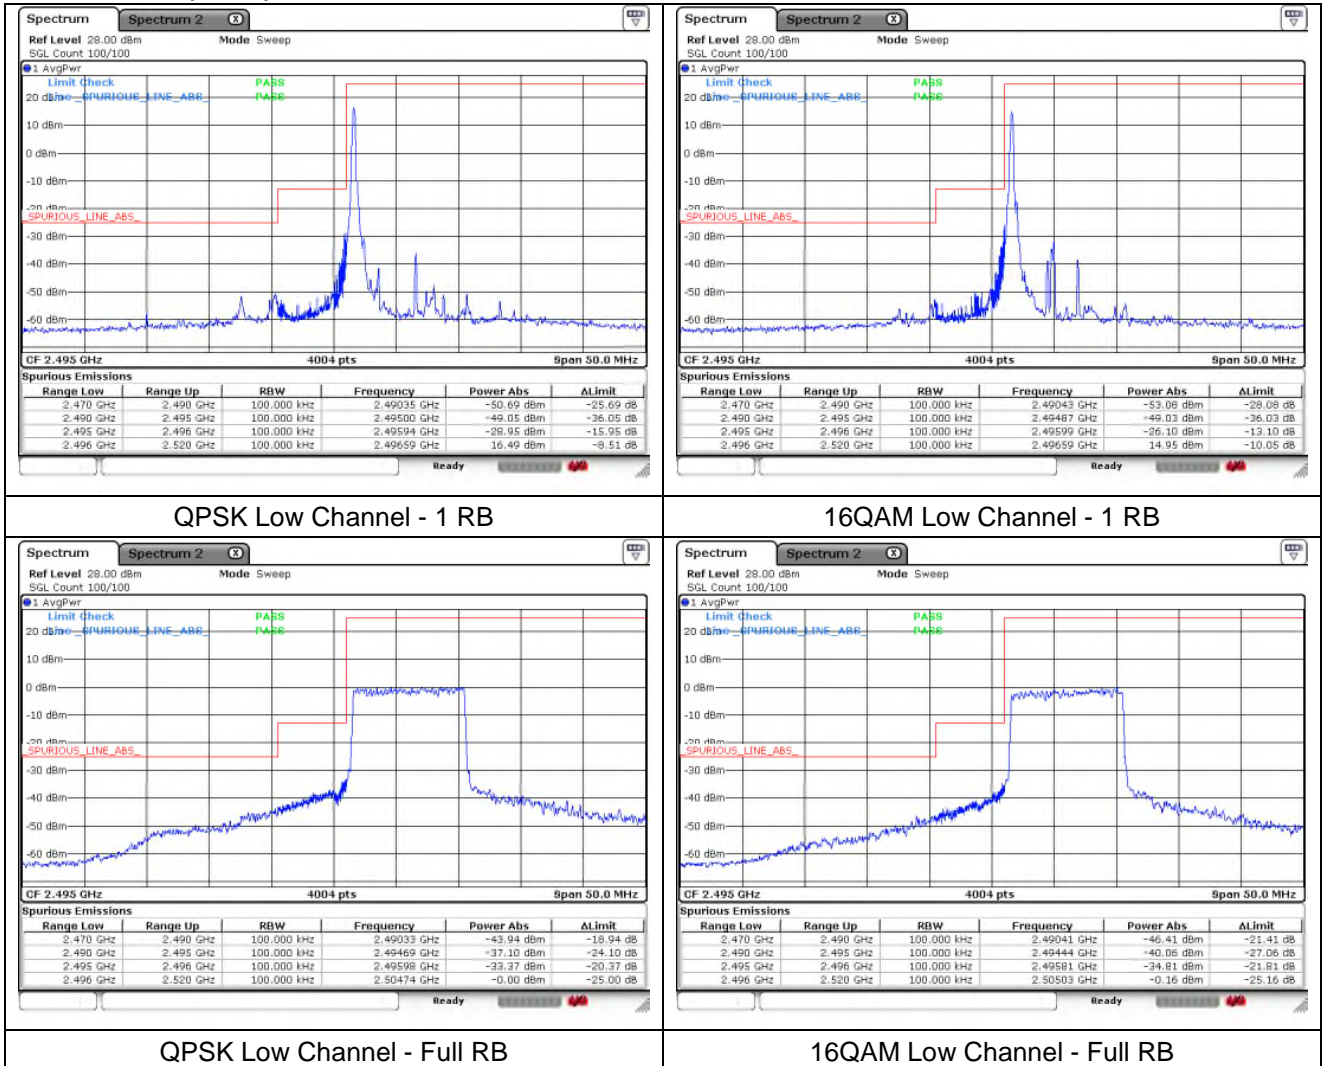 Spectrum Spectrum 2 X
Ref Level 28.00 dBm Mode Sweep
SGL Count 100/100
1 AvgPwr
Limit Check PASS
20 dBm Line _SPURIOUS_LINE_ABS_ PASS
10 dBm
0 dBm
-10 dBm
-20 dBm
_SPURIOUS_LINE_ABS_
-30 dBm
-40 dBm
-50 dBm
-60 dBm
CF 2.495 GHz 4004 pts Span 50.0 MHz
Spurious Emissions
Range Low Range Up RBW Frequency Power Abs ΔLimit
2.470 GHz 2.490 GHz 100.000 kHz 2.49035 GHz -50.69 dBm -25.69 dB
2.490 GHz 2.495 GHz 100.000 kHz 2.49500 GHz -49.05 dBm -36.05 dB
2.495 GHz 2.496 GHz 100.000 kHz 2.49594 GHz -28.95 dBm -15.95 dB
2.496 GHz 2.520 GHz 100.000 kHz 2.49659 GHz 16.49 dBm -8.51 dB
Ready
QPSK Low Channel - 1 RB
Spectrum Spectrum 2 X
Ref Level 28.00 dBm Mode Sweep
SGL Count 100/100
1 AvgPwr
Limit Check PASS
20 dBm Line _SPURIOUS_LINE_ABS_ PASS
10 dBm
0 dBm
-10 dBm
-20 dBm
_SPURIOUS_LINE_ABS_
-30 dBm
-40 dBm
-50 dBm
-60 dBm
CF 2.495 GHz 4004 pts Span 50.0 MHz
Spurious Emissions
Range Low Range Up RBW Frequency Power Abs ΔLimit
2.470 GHz 2.490 GHz 100.000 kHz 2.49043 GHz -53.08 dBm -28.08 dB
2.490 GHz 2.495 GHz 100.000 kHz 2.49487 GHz -49.03 dBm -36.03 dB
2.495 GHz 2.496 GHz 100.000 kHz 2.49599 GHz -26.10 dBm -13.10 dB
2.496 GHz 2.520 GHz 100.000 kHz 2.49659 GHz 14.95 dBm -10.05 dB
Ready
16QAM Low Channel - 1 RB
Spectrum Spectrum 2 X
Ref Level 28.00 dBm Mode Sweep
SGL Count 100/100
1 AvgPwr
Limit Check PASS
20 dBm Line _SPURIOUS_LINE_ABS_ PASS
10 dBm
0 dBm
-10 dBm
-20 dBm
_SPURIOUS_LINE_ABS_
-30 dBm
-40 dBm
-50 dBm
-60 dBm
CF 2.495 GHz 4004 pts Span 50.0 MHz
Spurious Emissions
Range Low Range Up RBW Frequency Power Abs ΔLimit
2.470 GHz 2.490 GHz 100.000 kHz 2.49033 GHz -43.94 dBm -18.94 dB
2.490 GHz 2.495 GHz 100.000 kHz 2.49469 GHz -37.10 dBm -24.10 dB
2.495 GHz 2.496 GHz 100.000 kHz 2.49598 GHz -33.37 dBm -20.37 dB
2.496 GHz 2.520 GHz 100.000 kHz 2.50474 GHz -0.00 dBm -25.00 dB
Ready
QPSK Low Channel - Full RB
Spectrum Spectrum 2 X
Ref Level 28.00 dBm Mode Sweep
SGL Count 100/100
1 AvgPwr
Limit Check PASS
20 dBm Line _SPURIOUS_LINE_ABS_ PASS
10 dBm
0 dBm
-10 dBm
-20 dBm
_SPURIOUS_LINE_ABS_
-30 dBm
-40 dBm
-50 dBm
-60 dBm
CF 2.495 GHz 4004 pts Span 50.0 MHz
Spurious Emissions
Range Low Range Up RBW Frequency Power Abs ΔLimit
2.470 GHz 2.490 GHz 100.000 kHz 2.49041 GHz -46.41 dBm -21.41 dB
2.490 GHz 2.495 GHz 100.000 kHz 2.49444 GHz -40.06 dBm -27.06 dB
2.495 GHz 2.496 GHz 100.000 kHz 2.49581 GHz -34.81 dBm -21.81 dB
2.496 GHz 2.520 GHz 100.000 kHz 2.50503 GHz -0.16 dBm -25.16 dB
Ready
16QAM Low Channel - Full RB